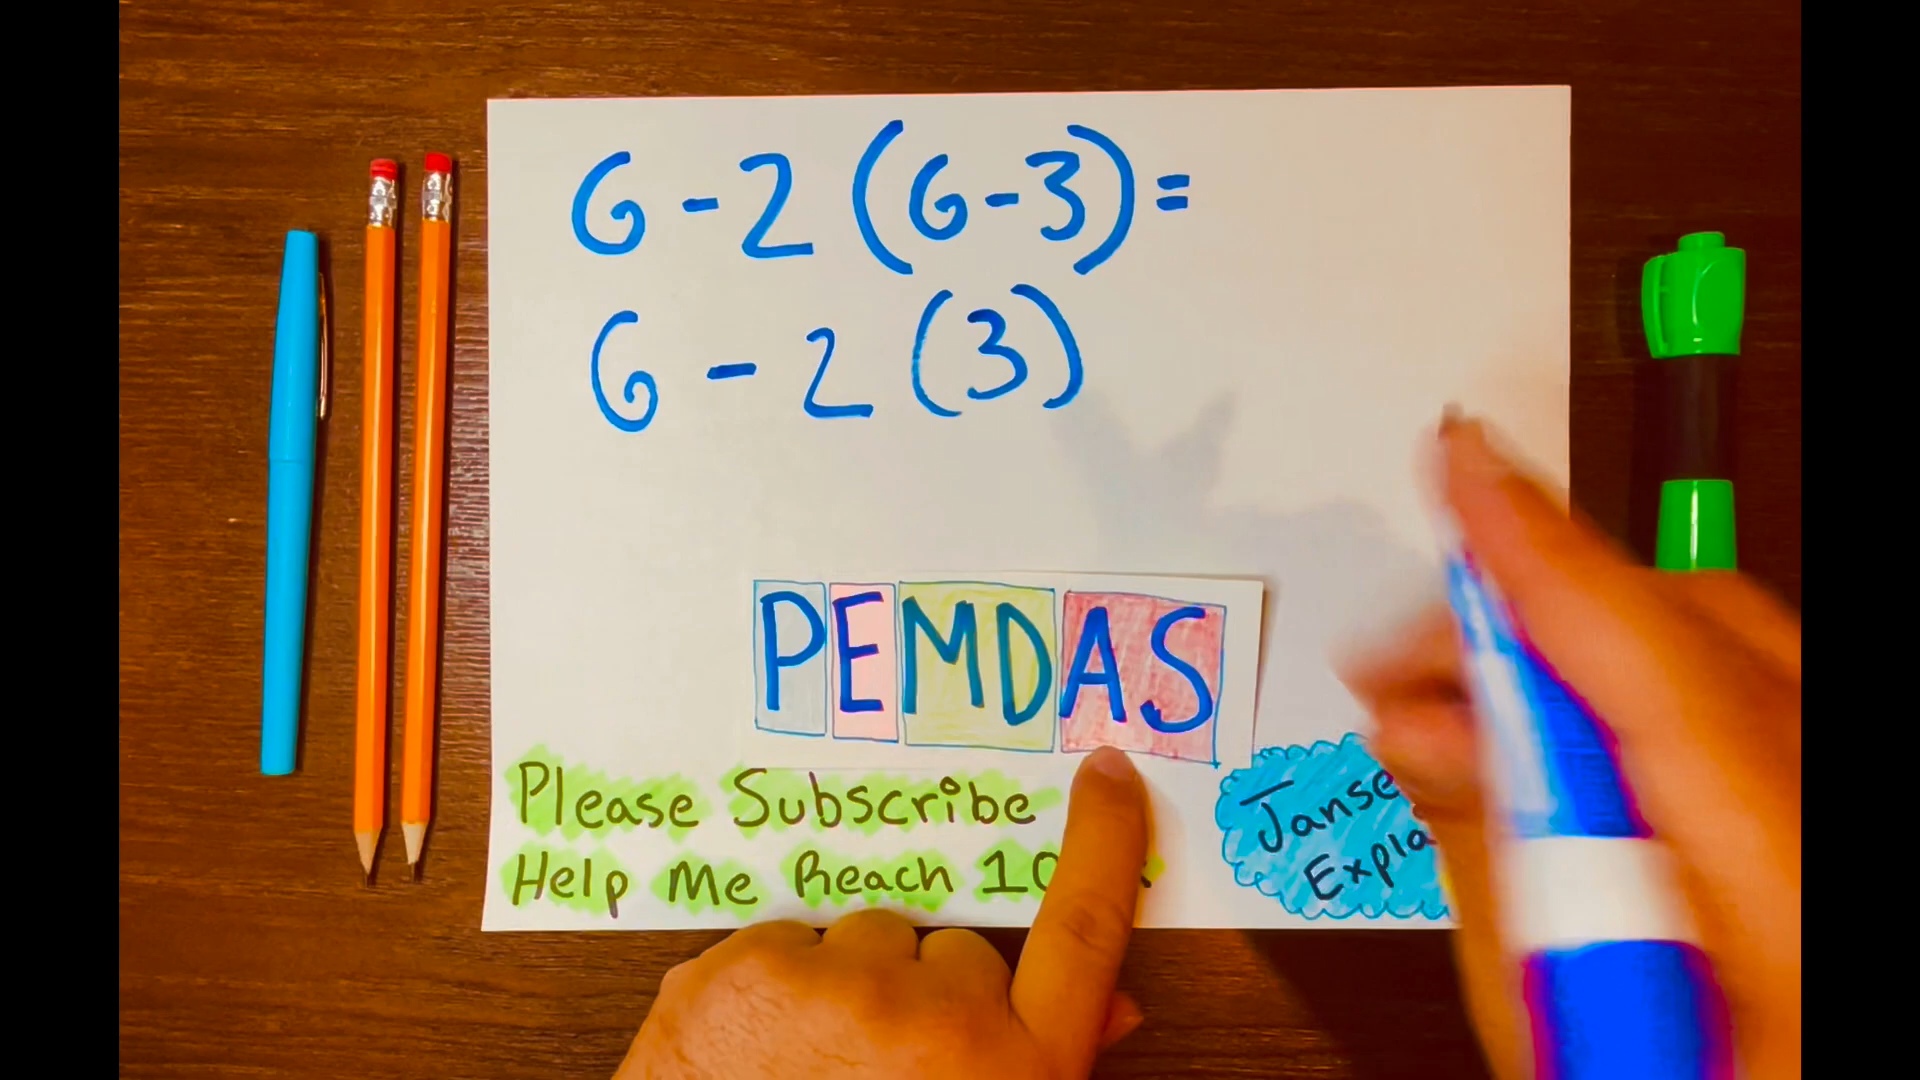 6 - 2 (6 - 3) =
6 - 2 (3)
PEMDAS
Please Subscribe
Help Me Reach